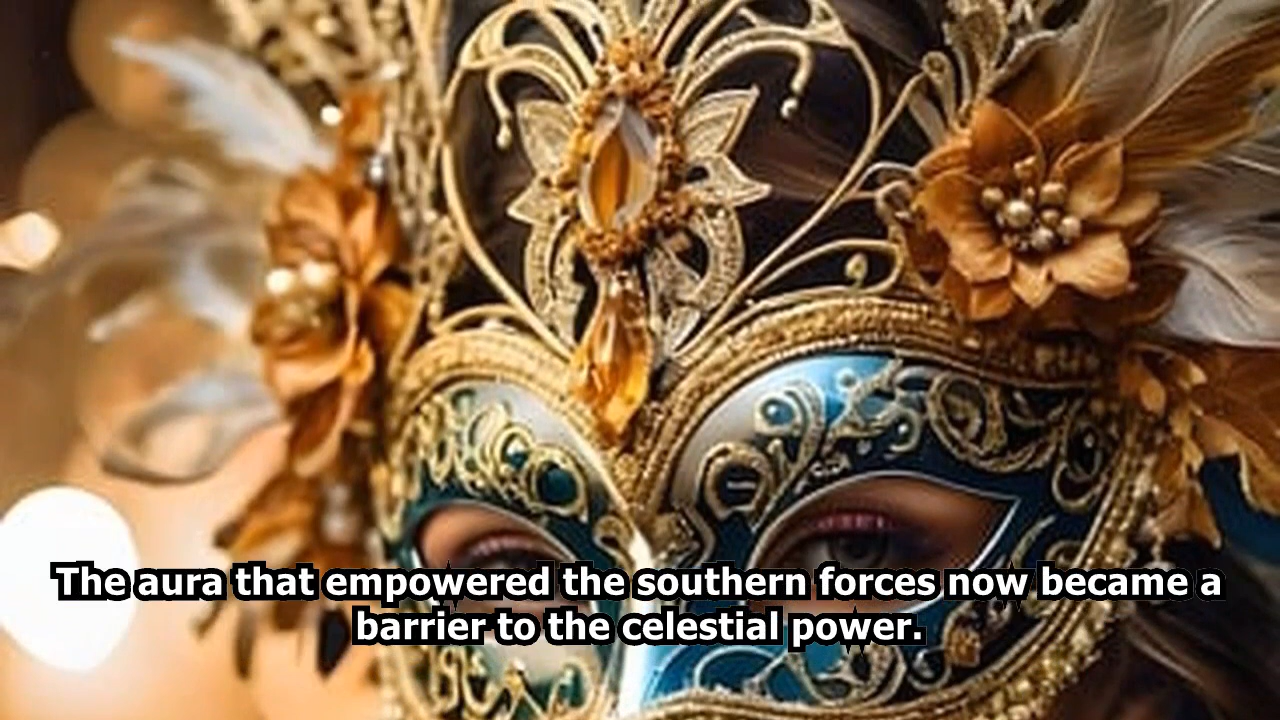 The aura that empowered the southern forces now became a
barrier to the celestial power.